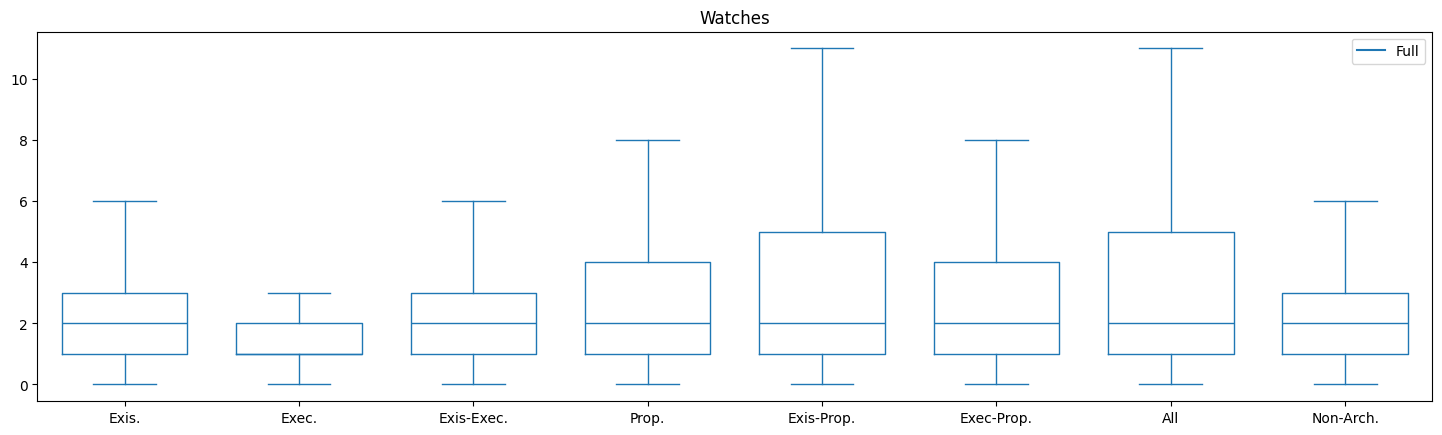 Watches
Full
10
8
6
4
2
0
Exis. Exec. Exis-Exec. Prop. Exis-Prop. Exec-Prop. All Non-Arch.